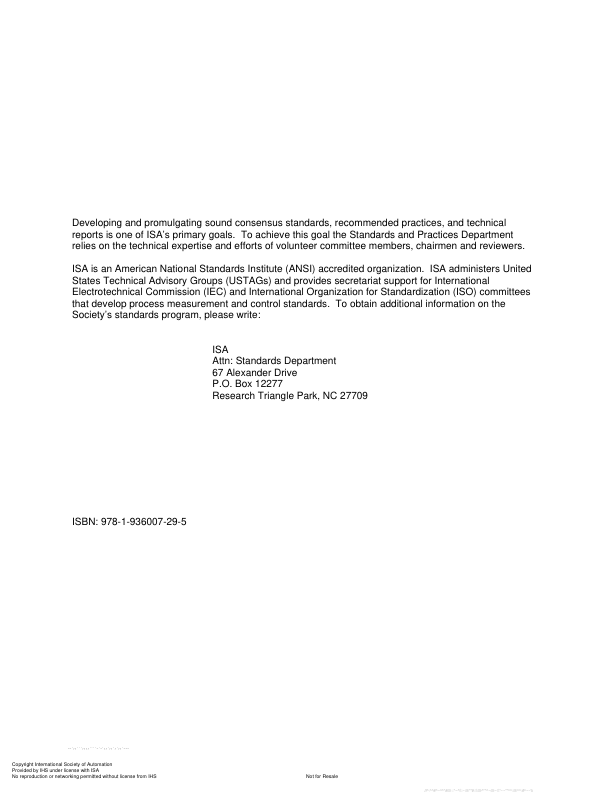 Developing and promulgating sound consensus standards, recommended practices, and technical
reports is one of ISA's primary goals.  To achieve this goal the Standards and Practices Department
relies on the technical expertise and efforts of volunteer committee members, chairmen and reviewers.
ISA is an American National Standards Institute (ANSI) accredited organization.  ISA administers United
States Technical Advisory Groups (USTAGs) and provides secretariat support for International
Electrotechnical Commission (IEC) and International Organization for Standardization (ISO) committees
that develop process measurement and control standards.  To obtain additional information on the
Society's standards program, please write:
ISA
Attn: Standards Department
67 Alexander Drive
P.O. Box 12277
Research Triangle Park, NC 27709
ISBN: 978-1-936007-29-5
Copyright International Society of Automation
Provided by IHS under license with ISA
No reproduction or networking permitted without license from IHS
Not for Resale